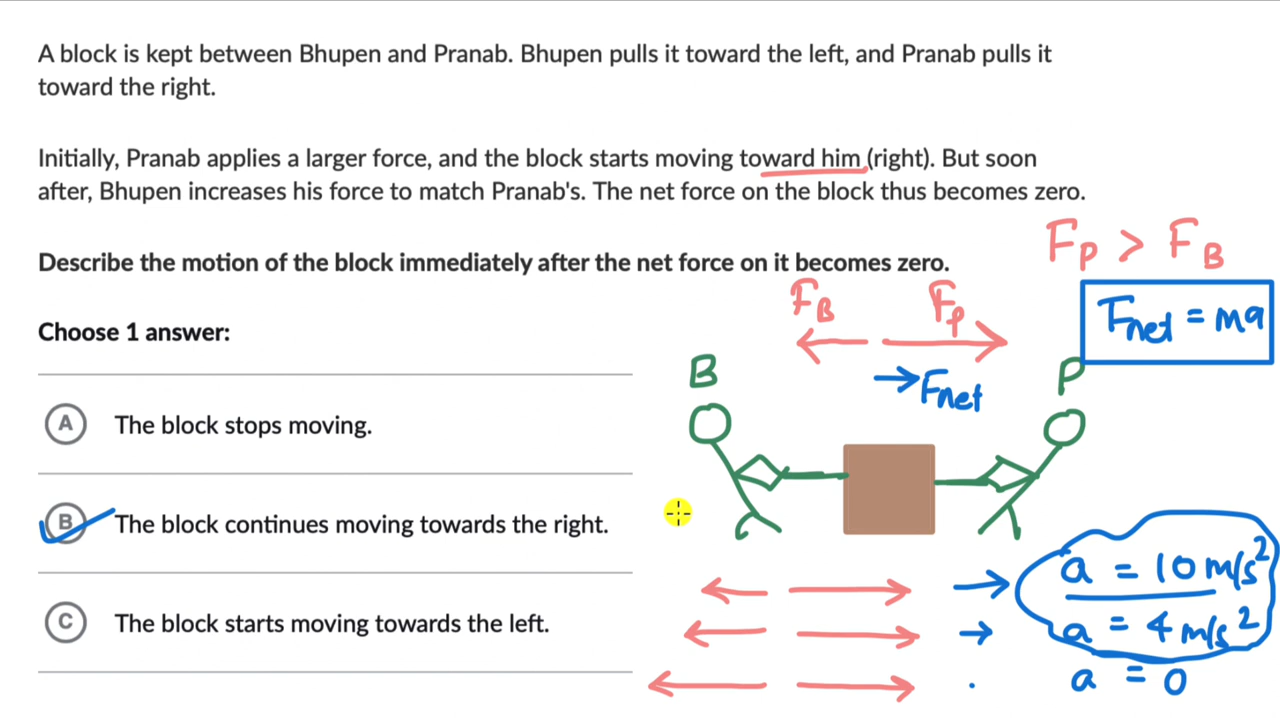 A block is kept between Bhupen and Pranab. Bhupen pulls it toward the left, and Pranab pulls it
toward the right.
Initially, Pranab applies a larger force, and the block starts moving toward him (right). But soon
after, Bhupen increases his force to match Pranab's. The net force on the block thus becomes zero.
Describe the motion of the block immediately after the net force on it becomes zero.
Fp > FB
FB
Fp
Fnet = ma
Choose 1 answer:
B
P
Fnet
A The block stops moving.
B The block continues moving towards the right.
C The block starts moving towards the left.
a = 10 m/s²
a = 4 m/s²
a = 0